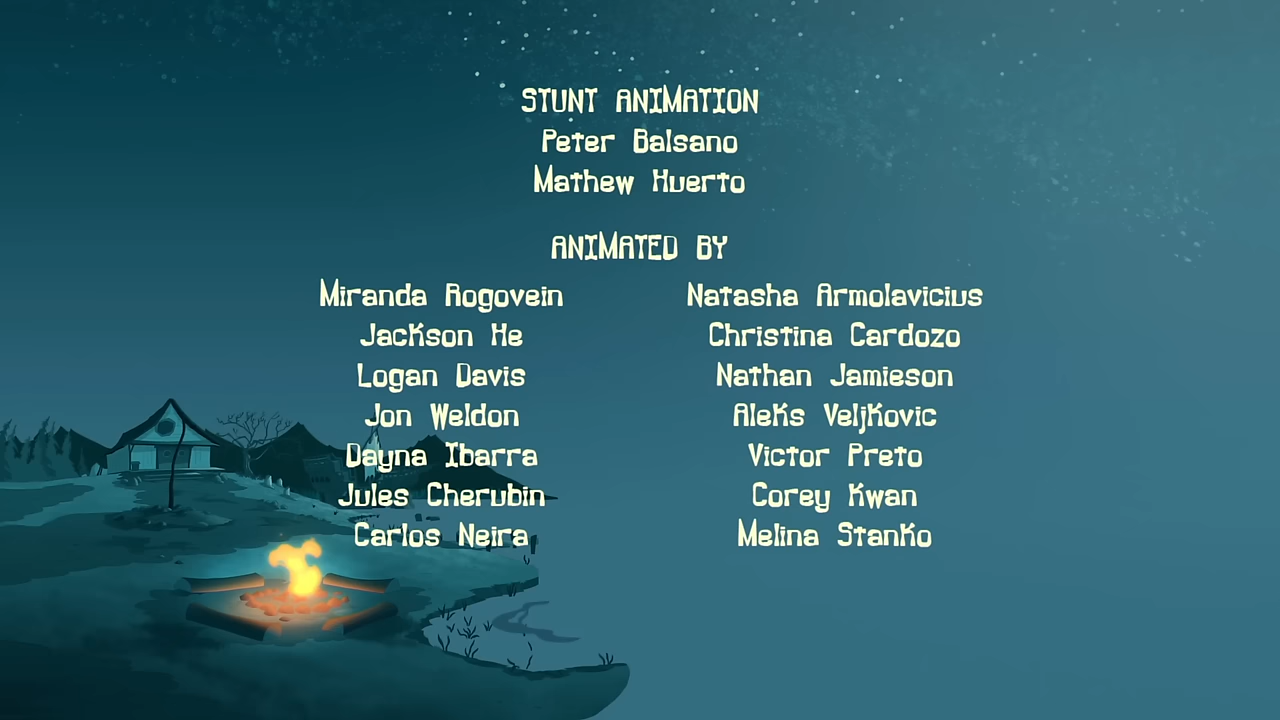 STUNT ANIMATION
Peter Balsano
Mathew Huerto
ANIMATED BY
Miranda Rogovein
Jackson He
Logan Davis
Jon Weldon
Dayna Ibarra
Jules Cherubin
Carlos Neira
Natasha Armolavicius
Christina Cardozo
Nathan Jamieson
Aleks Veljkovic
Victor Preto
Corey Kwan
Melina Stanko